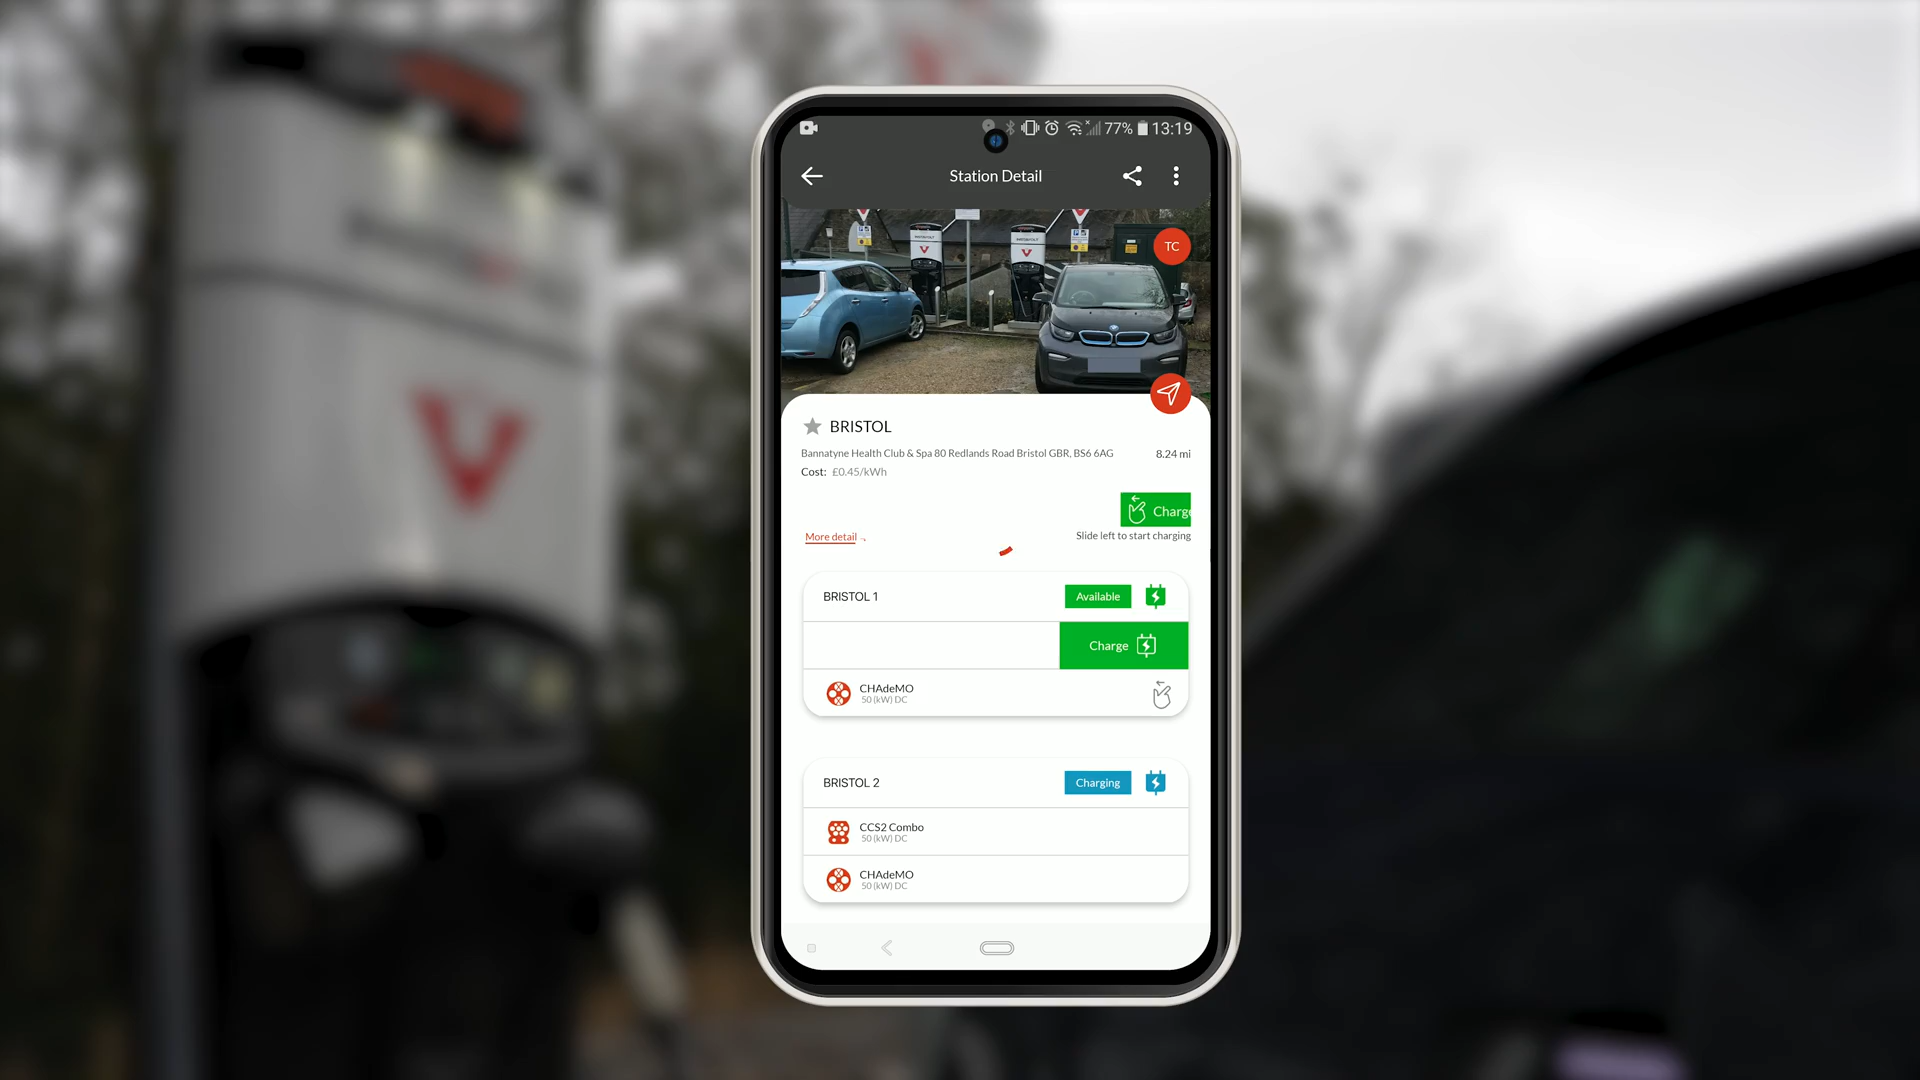 77% 13:19
Station Detail
TC
BRISTOL
Bannatyne Health Club & Spa 80 Redlands Road Bristol GBR, BS6 6AG
8.24 mi
Cost: £0.45/kWh
Charge
More detail
Slide left to start charging
BRISTOL 1
Available
Charge
CHAdeMO
50 (kW) DC
BRISTOL 2
Charging
CCS2 Combo
50 (kW) DC
CHAdeMO
50 (kW) DC